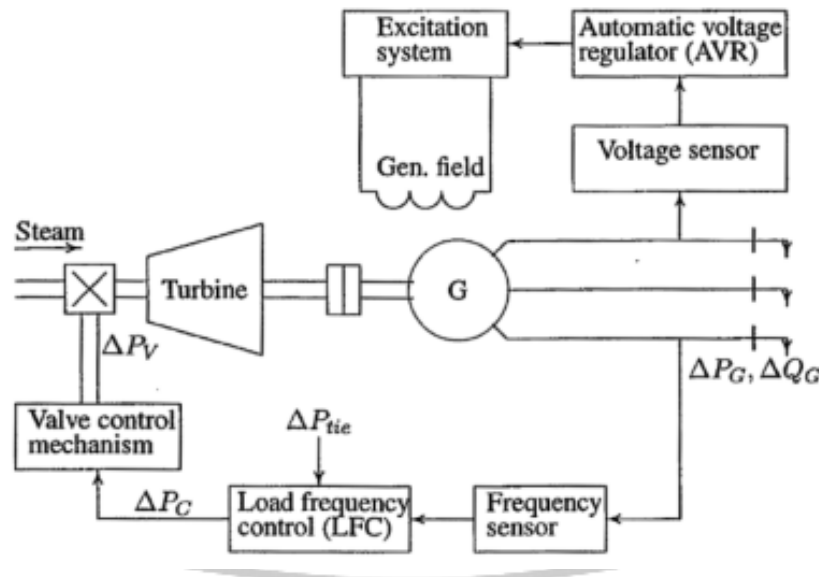 Excitation
system
Automatic voltage
regulator (AVR)
Gen. field
Voltage sensor
Steam
Turbine
G
ΔP_V
ΔP_G, ΔQ_G
Valve control
mechanism
ΔP_tie
ΔP_C
Load frequency
control (LFC)
Frequency
sensor